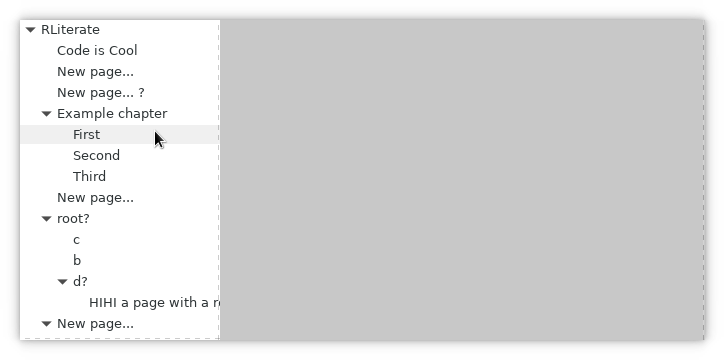 RLiterate
Code is Cool
New page...
New page... ?
Example chapter
First
Second
Third
New page...
root?
c
b
d?
HIHI a page with a
New page...